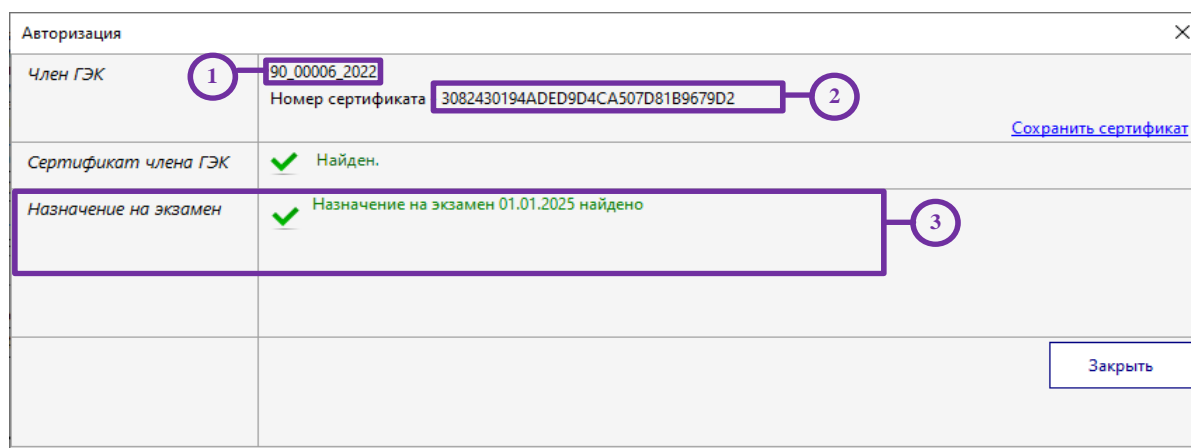 Авторизация
Член ГЭК
1
90_00006_2022
Номер сертификата 3082430194ADED9D4CA507D81B9679D2
2
Сохранить сертификат
Сертификат члена ГЭК
Найден.
Назначение на экзамен
Назначение на экзамен 01.01.2025 найдено
3
Закрыть